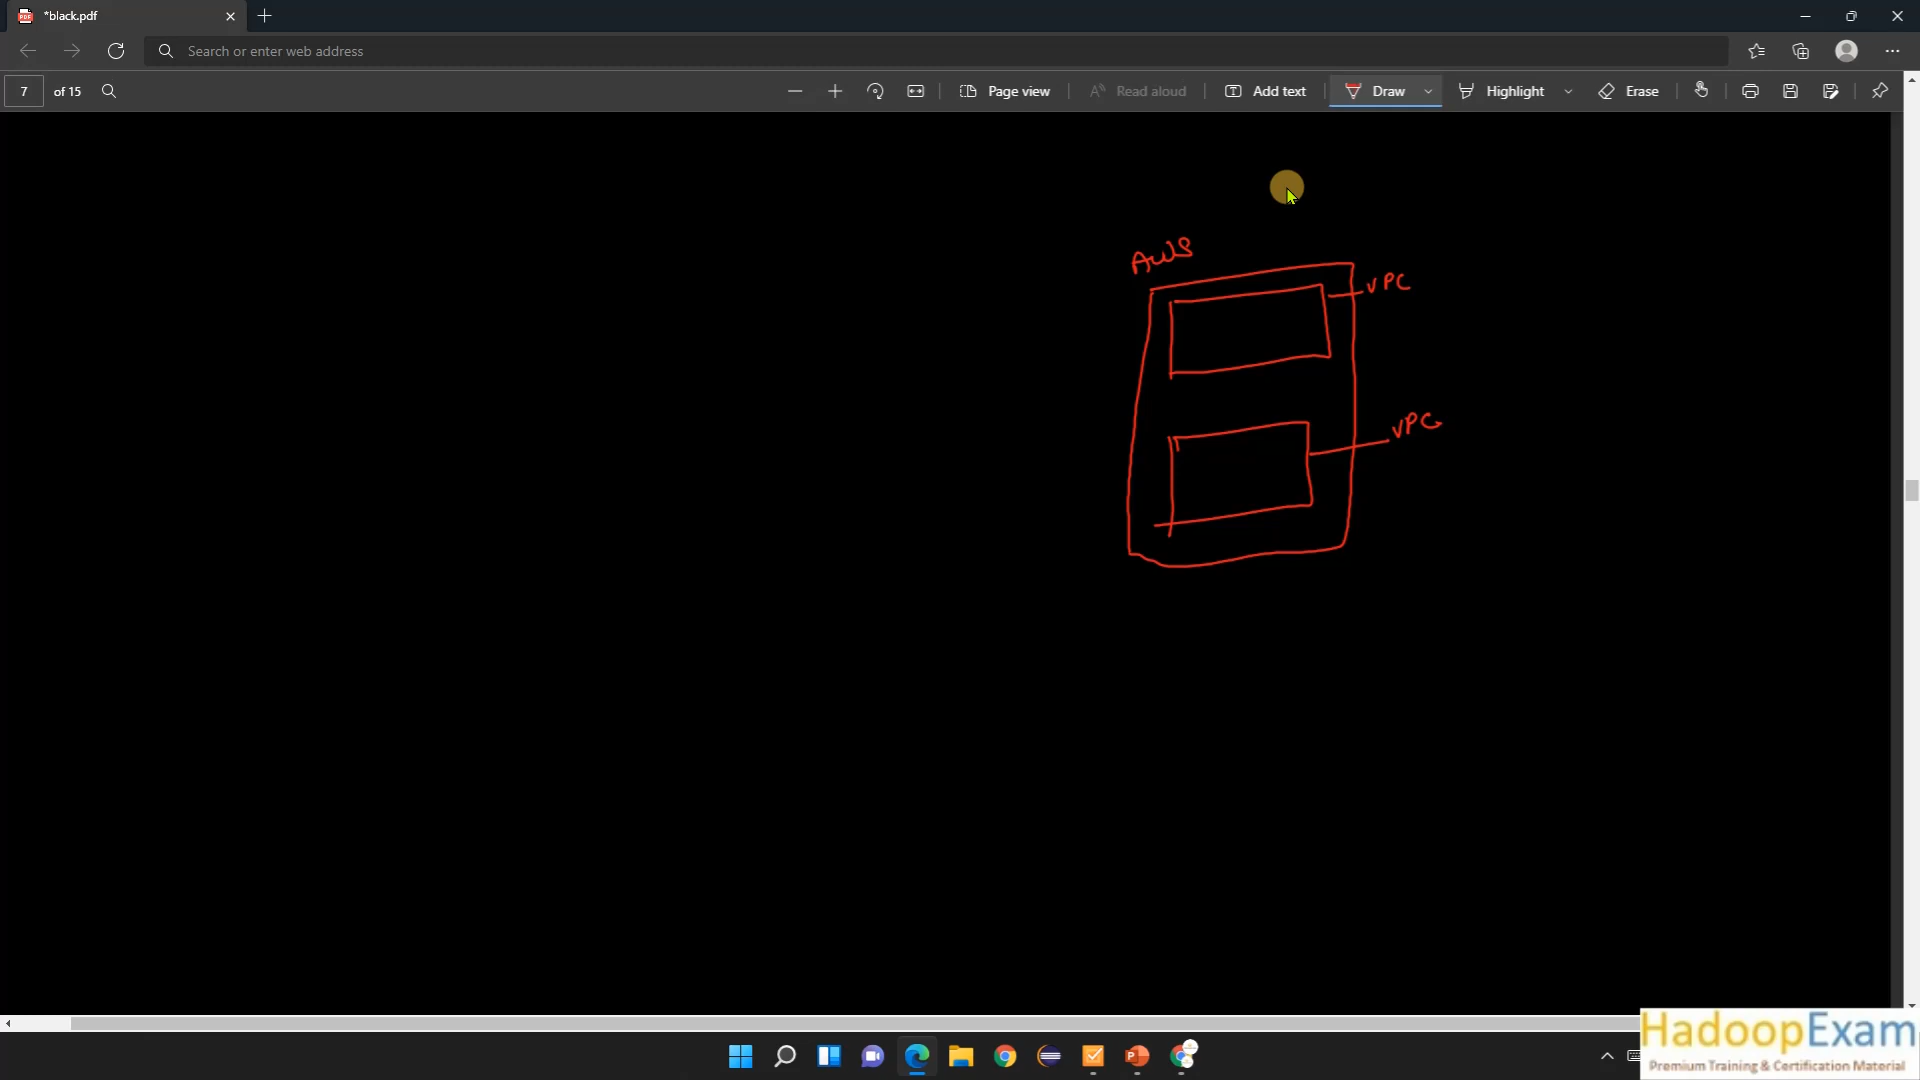 *black.pdf
Search or enter web address
7 of 15
Page view
Read aloud
Add text
Draw
Highlight
Erase
AWS
VPC
VPC
HadoopExam
Premium Training & Certification Material